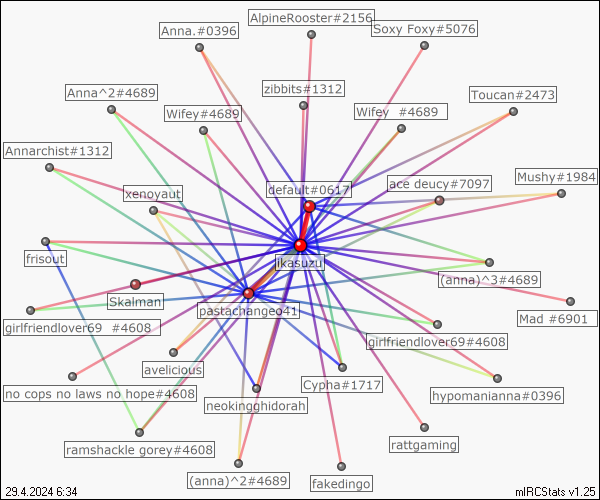 AlpineRooster#2156
Anna.#0396
Soxy Foxy#5076
zibbits#1312
Anna^2#4689
Toucan#2473
Wifey#4689
Wifey #4689
Annarchist#1312
default#0617
ace deucy#7097
Mushy#1984
xenoyaut
frisout
jkasuzu
(anna)^3#4689
Skalman
pastachangeo41
Mad #6901
girlfriendlover69 #4608
girlfriendlover69#4608
avelicious
Cypha#1717
no cops no laws no hope#4608
neokingghidorah
hypomanianna#0396
ramshackle gorey#4608
rattgaming
(anna)^2#4689
fakedingo
29.4.2024 6:34
mIRCStats v1.25